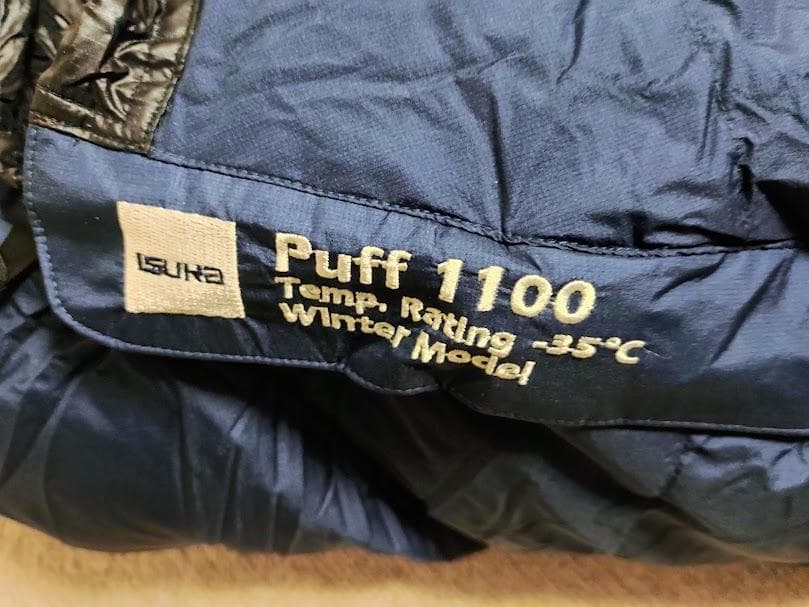 ISUKA
Puff 1100
Temp. Rating -35°C
Winter Model